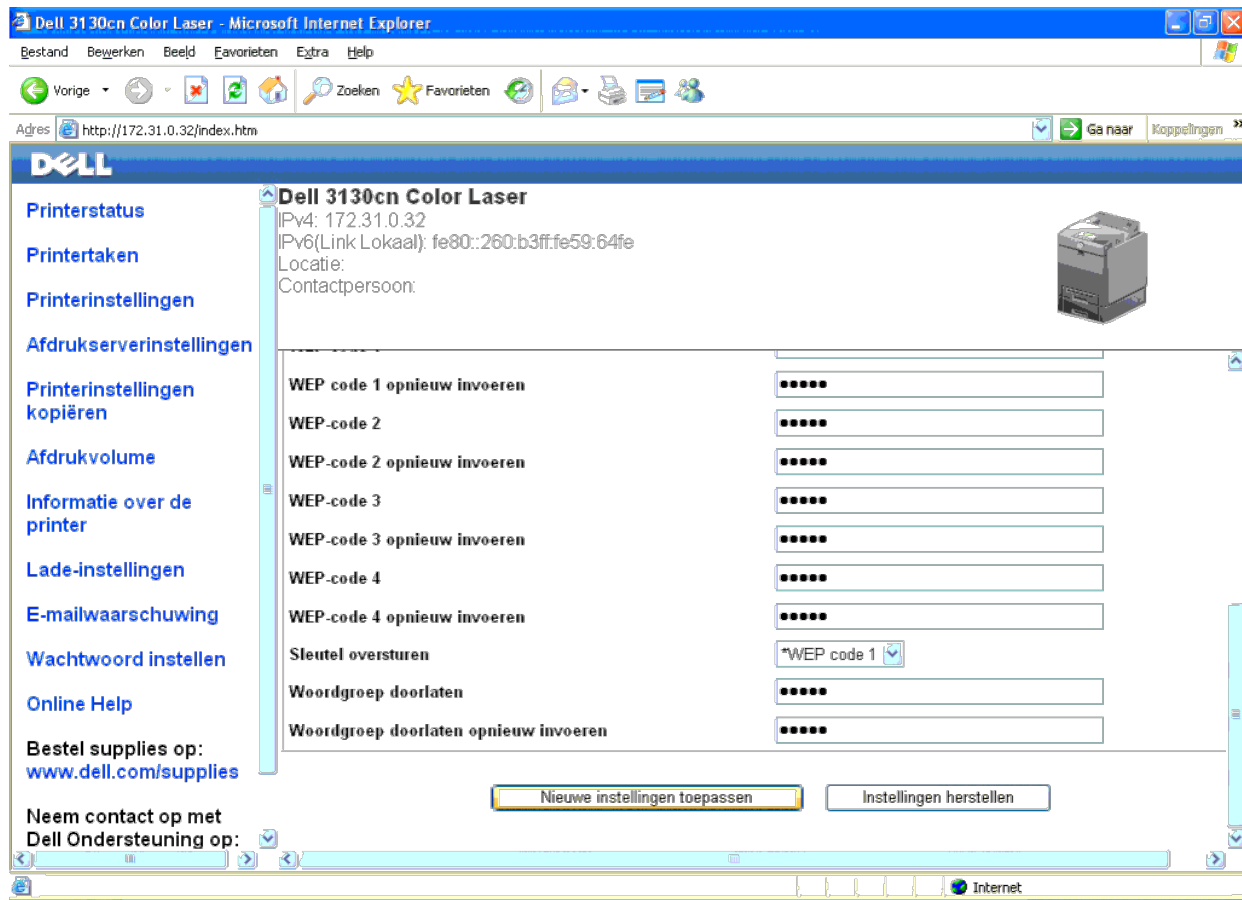 Dell 3130cn Color Laser - Microsoft Internet Explorer
Bestand Bewerken Beeld Favorieten Extra Help
Vorige Zoeken Favorieten
Adres http://172.31.0.32/index.htm Ga naar Koppelingen »
DELL
Printerstatus
Printertaken
Printerinstellingen
Afdrukserverinstellingen
Printerinstellingen
kopiëren
Afdrukvolume
Informatie over de
printer
Lade-instellingen
E-mailwaarschuwing
Wachtwoord instellen
Online Help
Bestel supplies op:
www.dell.com/supplies
Neem contact op met
Dell Ondersteuning op:
Dell 3130cn Color Laser
IPv4: 172.31.0.32
IPv6(Link Lokaal): fe80::260:b3ff:fe59:64fe
Locatie:
Contactpersoon:
WEP code 1 opnieuw invoeren •••••
WEP-code 2 •••••
WEP-code 2 opnieuw invoeren •••••
WEP-code 3 •••••
WEP-code 3 opnieuw invoeren •••••
WEP-code 4 •••••
WEP-code 4 opnieuw invoeren •••••
Sleutel oversturen *WEP code 1
Woordgroep doorlaten •••••
Woordgroep doorlaten opnieuw invoeren •••••
Nieuwe instellingen toepassen Instellingen herstellen
Internet